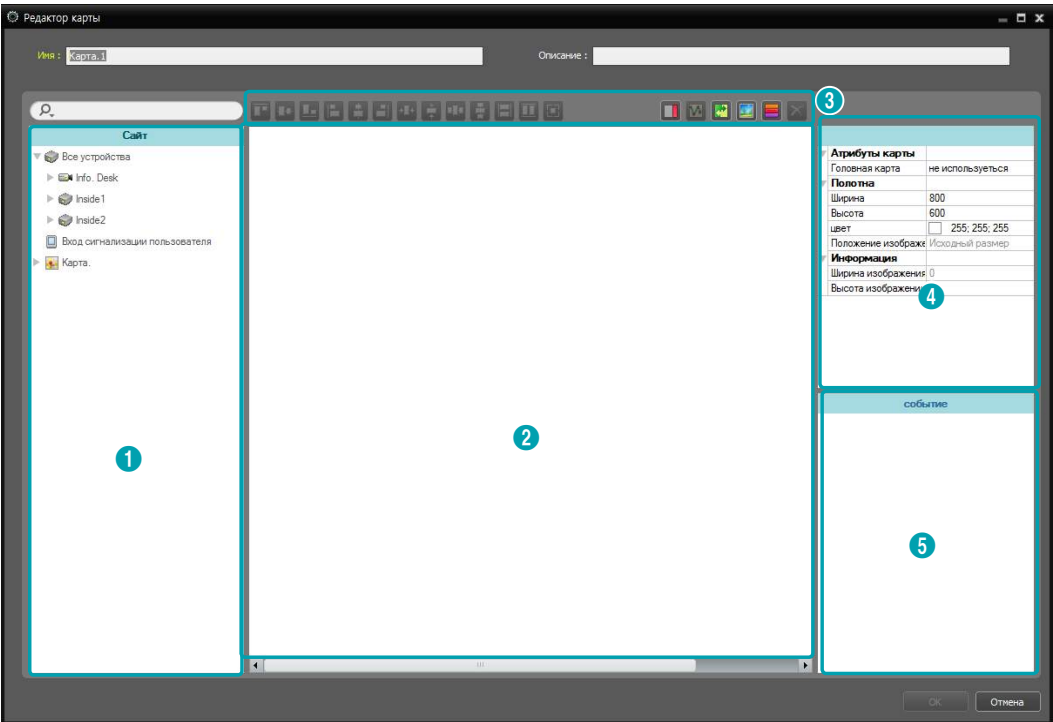 Редактор карты
Имя : Карта.1 Описание :
3
Сайт
Все устройства
Info. Desk
Inside1
Inside2
Вход сигнализации пользователя
Карта.
1
2
Атрибуты карты
Головная карта не используеться
Полотна
Ширина 800
Высота 600
цвет 255; 255; 255
Положение изображе Исходный размер
Информация
Ширина изображения 0
Высота изображени
4
событие
5
OK Отмена